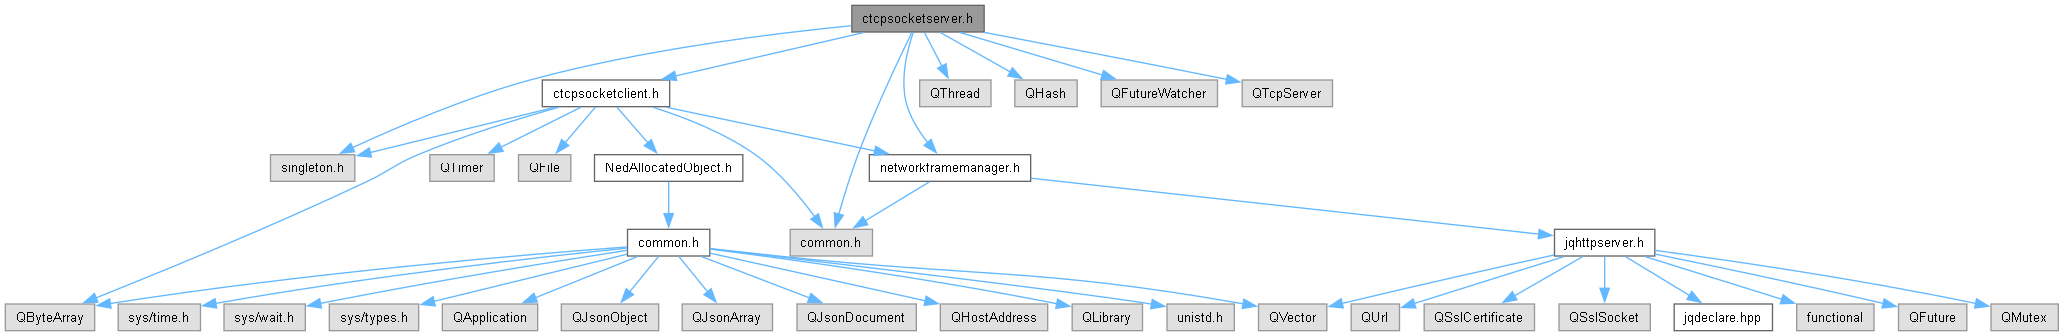 ctcpsocketserver.h
ctcpsocketclient.h
QThread
QHash
QFutureWatcher
QTcpServer
singleton.h
QTimer
QFile
NedAllocatedObject.h
networkframemanager.h
common.h
common.h
jqhttpserver.h
QByteArray
sys/time.h
sys/wait.h
sys/types.h
QApplication
QJsonObject
QJsonArray
QJsonDocument
QHostAddress
QLibrary
unistd.h
QVector
QUrl
QSslCertificate
QSslSocket
jqdeclare.hpp
functional
QFuture
QMutex